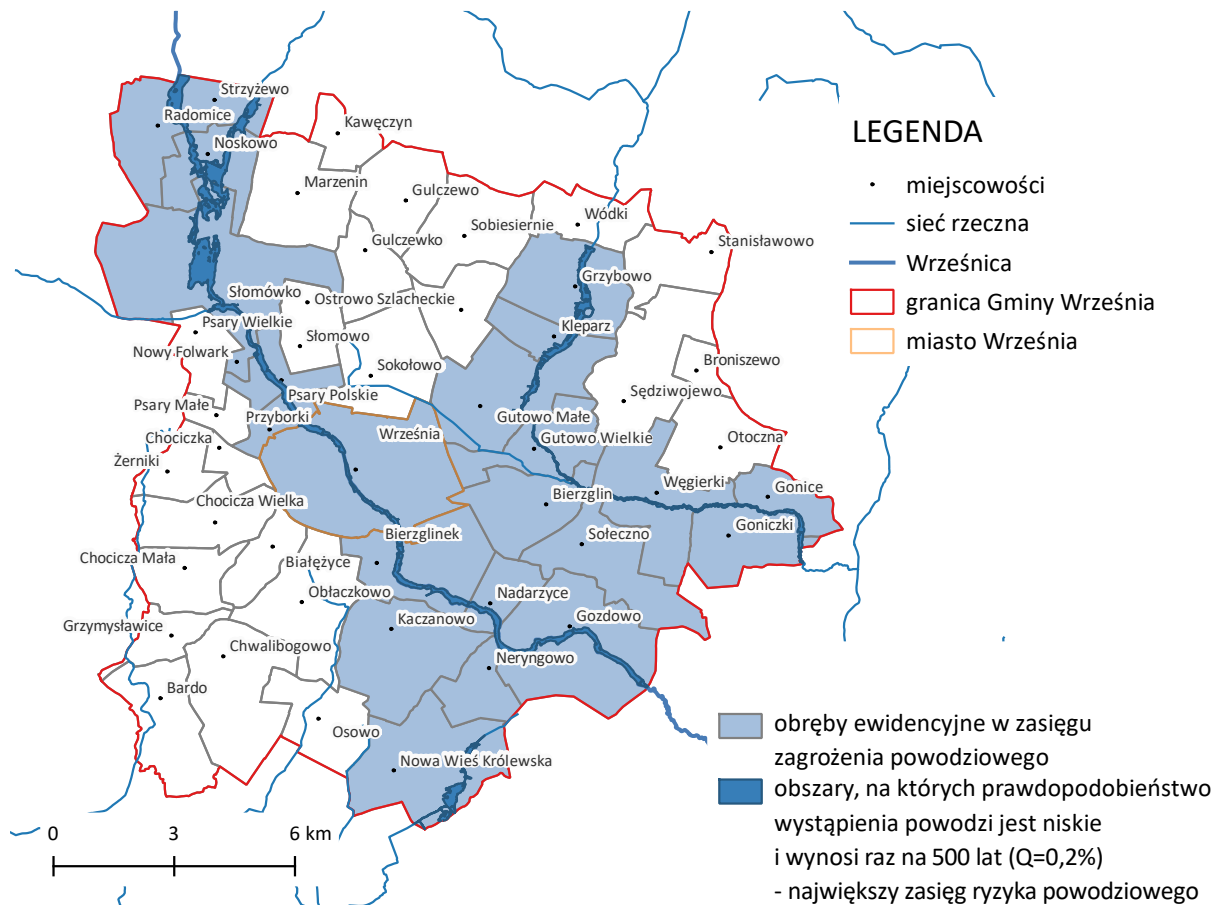 Strzyżewo
Radomice
Kawęczyn
Noskowo
Marzenin
Gulczewo
Wódki
Sobiesiernie
Stanisławowo
Gulczewko
Grzybowo
Słomówko
Ostrowo Szlacheckie
Psary Wielkie
Kleparz
Słomowo
Nowy Folwark
Broniszewo
Sokołowo
Sędziwojewo
Psary Polskie
Psary Małe
Przyborki
Gutowo Małe
Września
Chociczka
Gutowo Wielkie
Otoczna
Żerniki
Węgierki
Gonice
Chocicza Wielka
Bierzglin
Goniczki
Bierzglinek
Sołeczno
Chocicza Mała
Białężyce
Obłaczkowo
Nadarzyce
Grzymysławice
Kaczanowo
Gozdowo
Chwalibogowo
Neryngowo
Bardo
Osowo
Nowa Wieś Królewska
0 3 6 km
LEGENDA
miejscowości
sieć rzeczna
Wrześnica
granica Gminy Września
miasto Września
obręby ewidencyjne w zasięgu
zagrożenia powodziowego
obszary, na których prawdopodobieństwo
wystąpienia powodzi jest niskie
i wynosi raz na 500 lat (Q=0,2%)
- największy zasięg ryzyka powodziowego